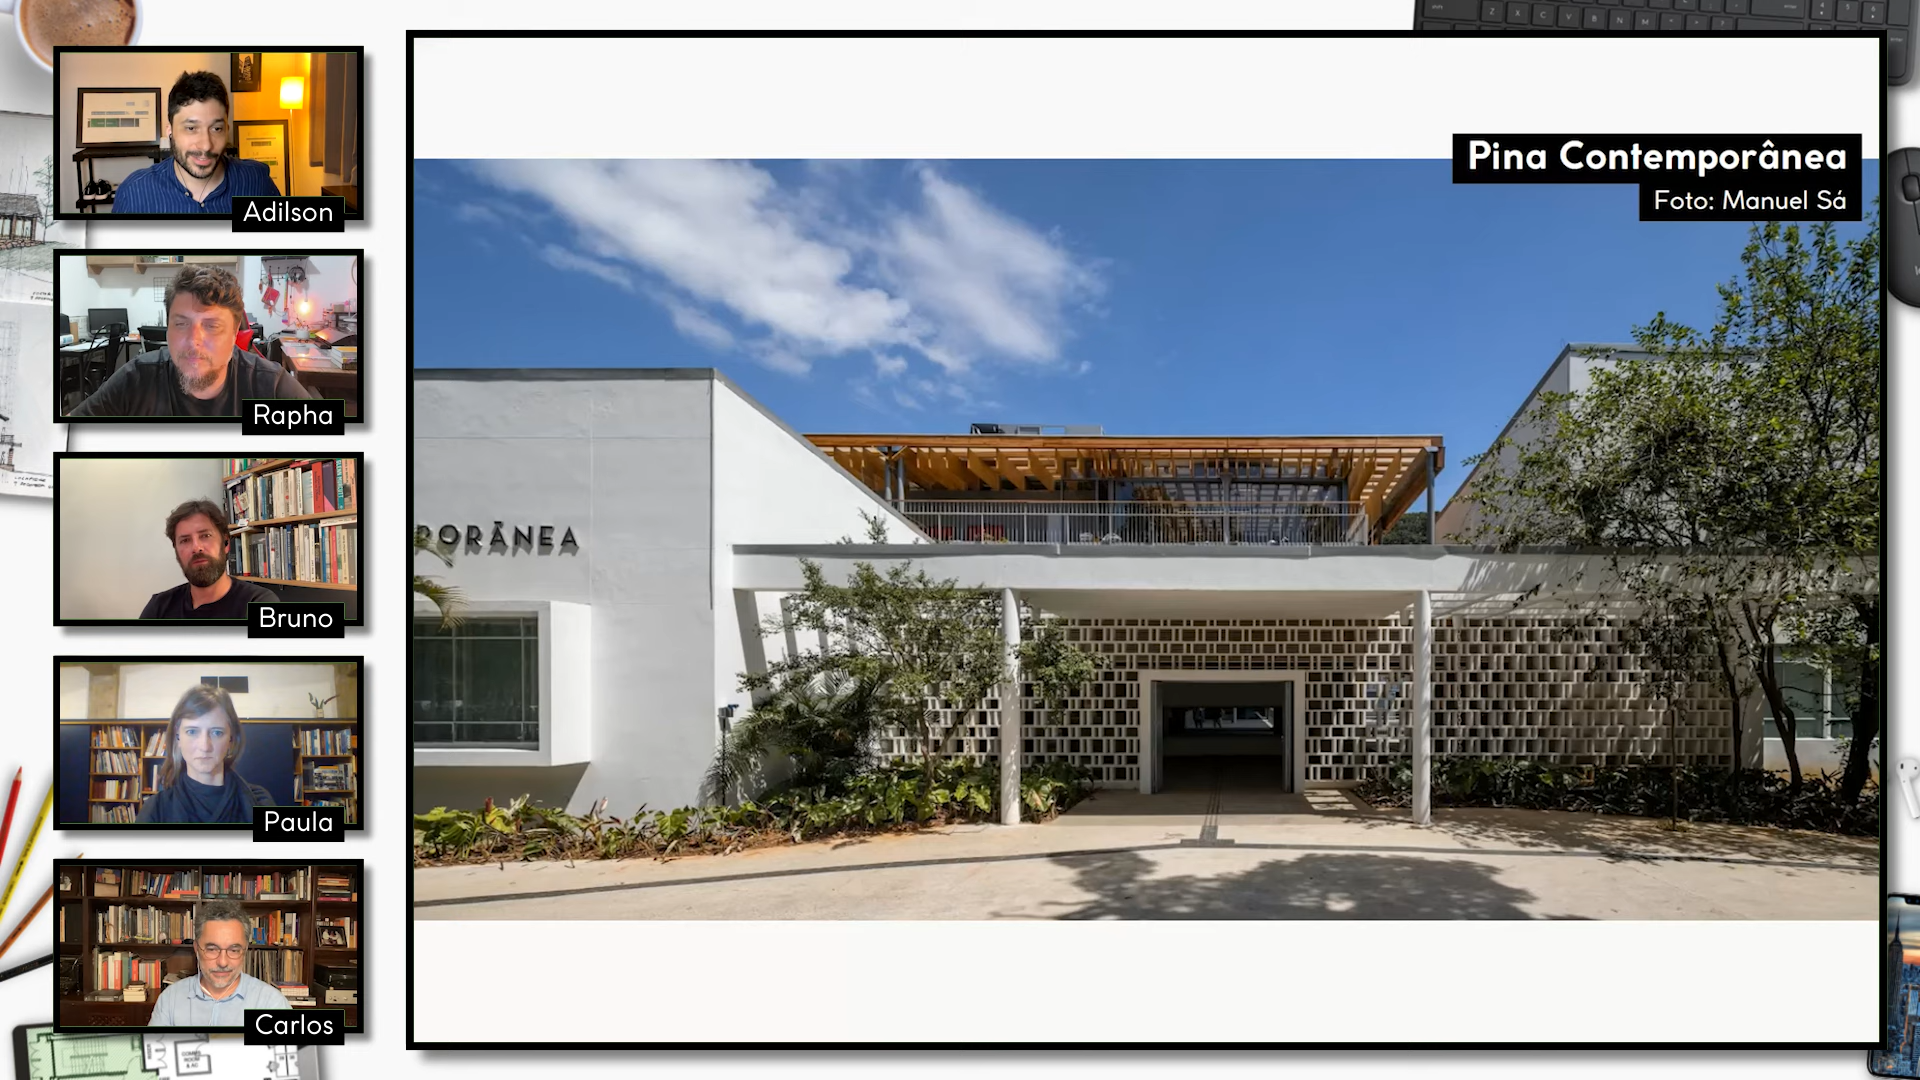 Adilson
Rapha
Bruno
Paula
Carlos
Pina Contemporânea
Foto: Manuel Sá
PORÂNEA